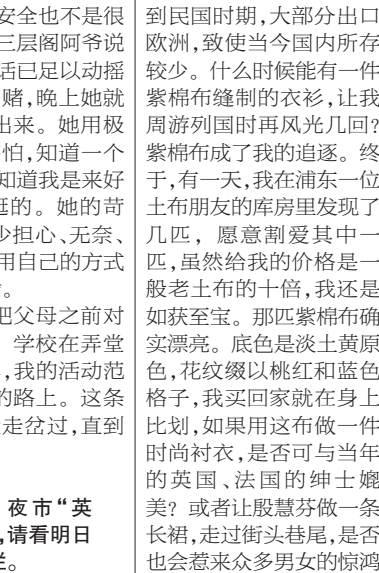 安全也不是很
三层阁阿爷说
话已足以动摇
赌,晚上她就
出来。她用极
怕,知道一个
知道我是来好
逛的。她的苛
少担心、无奈、
用自己的方式
。
把父母之前对
学校在弄堂
,我的活动范
的路上。这条
走岔过,直到
夜市“英
,请看明日
栏。
到民国时期,大部分出口
欧洲,致使当今国内所存
较少。什么时候能有一件
紫棉布缝制的衣衫,让我
周游列国时再风光几回?
紫棉布成了我的追逐。终
于,有一天,我在浦东一位
土布朋友的库房里发现了
几匹,愿意割爱其中一
匹,虽然给我的价格是一
般老土布的十倍,我还是
如获至宝。那匹紫棉布确
实漂亮。底色是淡土黄原
色,花纹缀以桃红和蓝色
格子,我买回家就在身上
比划,如果用这布做一件
时尚衬衣,是否可与当年
的英国、法国的绅士媲
美?或者让殷慧芬做一条
长裙,走过街头巷尾,是否
也会惹来众多男女的惊鸿